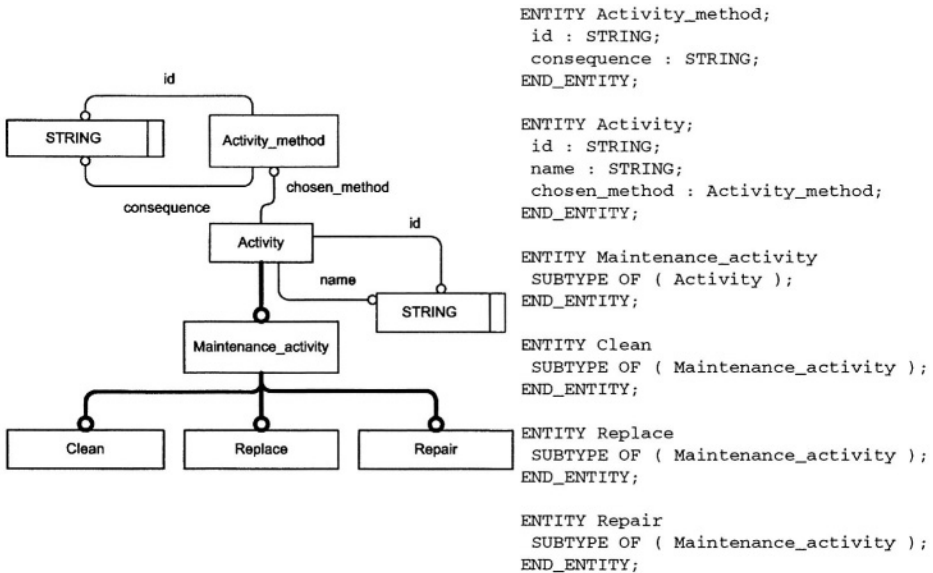 id
STRING
Activity_method
consequence
chosen_method
Activity
id
name
STRING
Maintenance_activity
Clean
Replace
Repair
ENTITY Activity_method;
id : STRING;
consequence : STRING;
END_ENTITY;
ENTITY Activity;
id : STRING;
name : STRING;
chosen_method : Activity_method;
END_ENTITY;
ENTITY Maintenance_activity
SUBTYPE OF ( Activity );
END_ENTITY;
ENTITY Clean
SUBTYPE OF ( Maintenance_activity );
END_ENTITY;
ENTITY Replace
SUBTYPE OF ( Maintenance_activity );
END_ENTITY;
ENTITY Repair
SUBTYPE OF ( Maintenance_activity );
END_ENTITY;